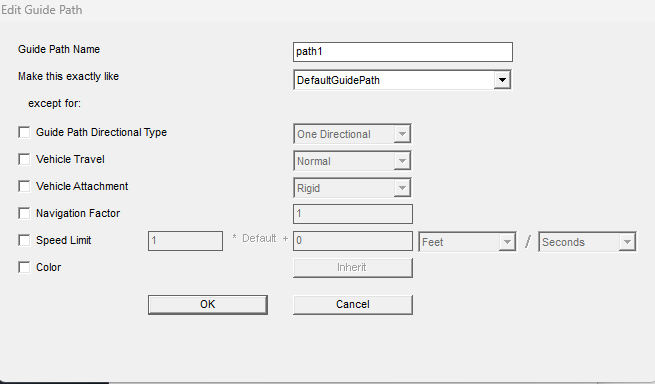 Edit Guide Path
Guide Path Name path1
Make this exactly like DefaultGuidePath
except for:
Guide Path Directional Type One Directional
Vehicle Travel Normal
Vehicle Attachment Rigid
Navigation Factor 1
Speed Limit 1 * Default + 0 Feet / Seconds
Color Inherit
OK Cancel